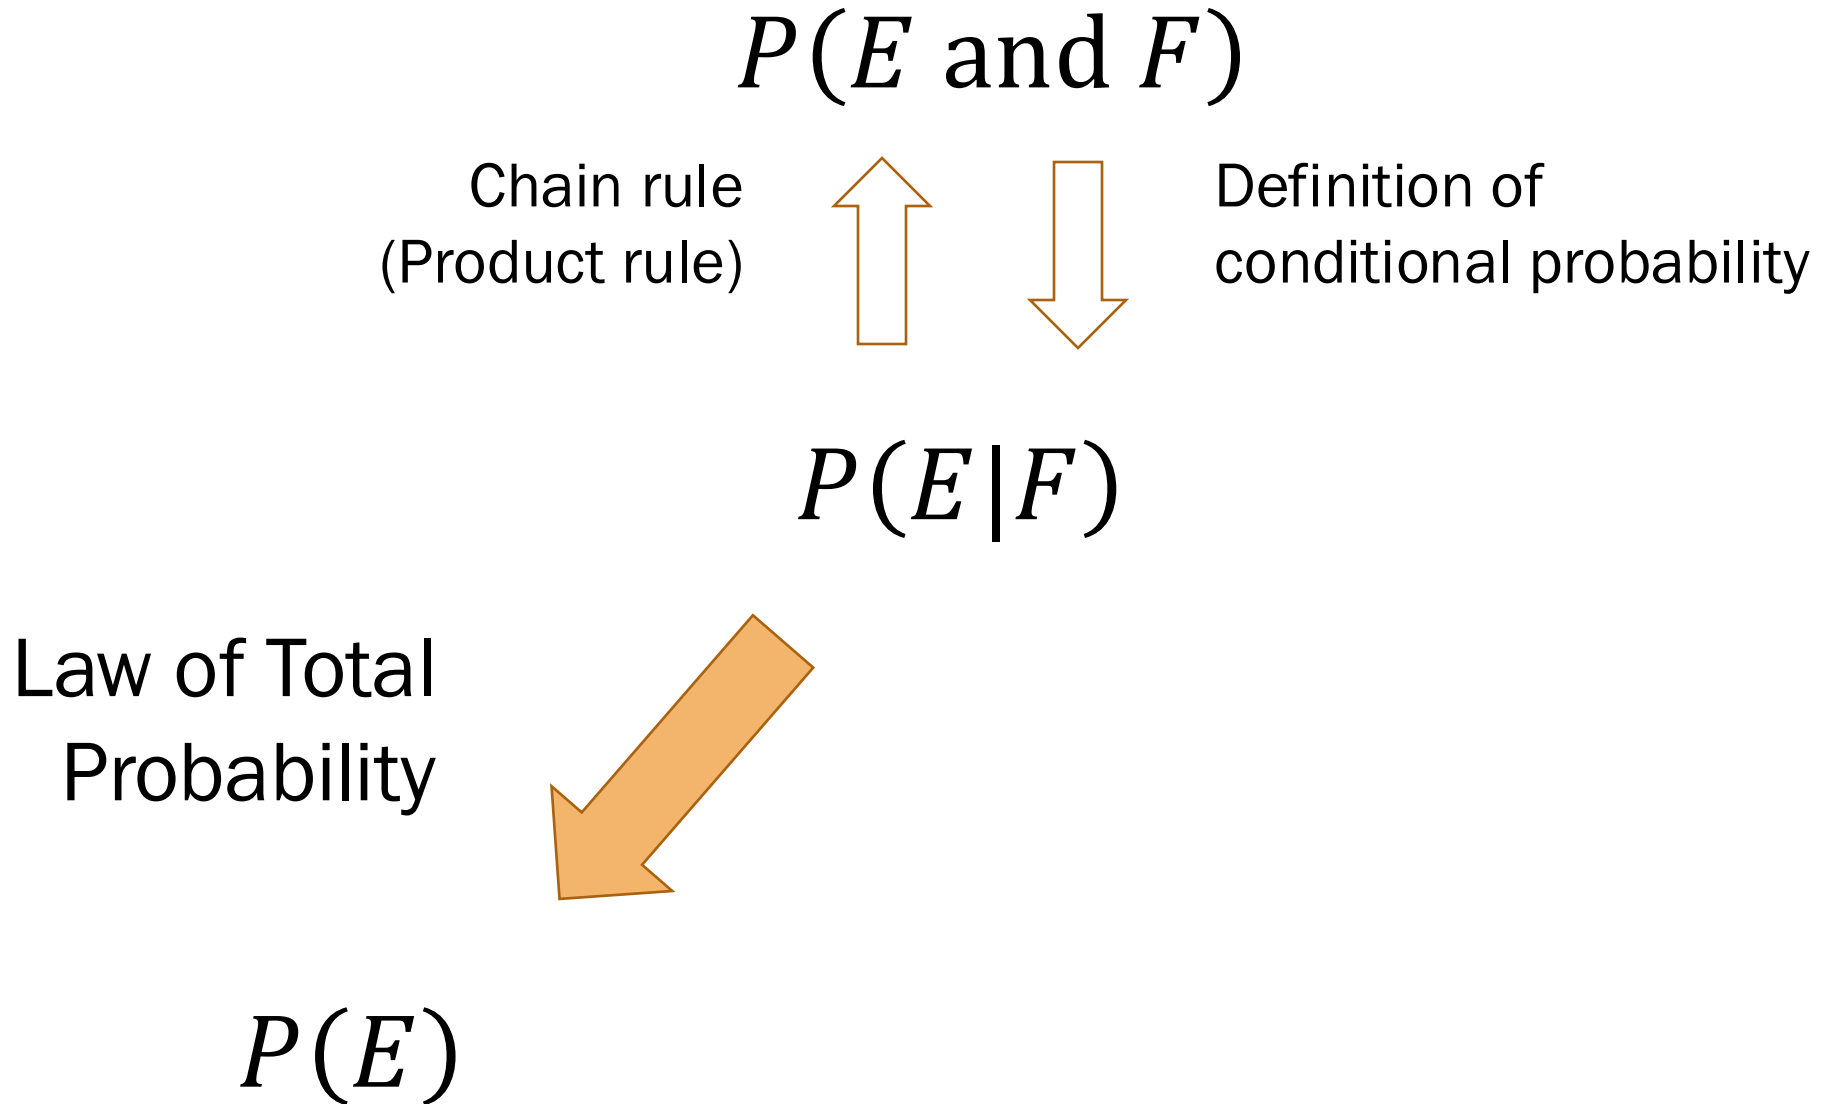 P(E and F)
Chain rule
(Product rule)
Definition of
conditional probability
P(E|F)
Law of Total
Probability
P(E)